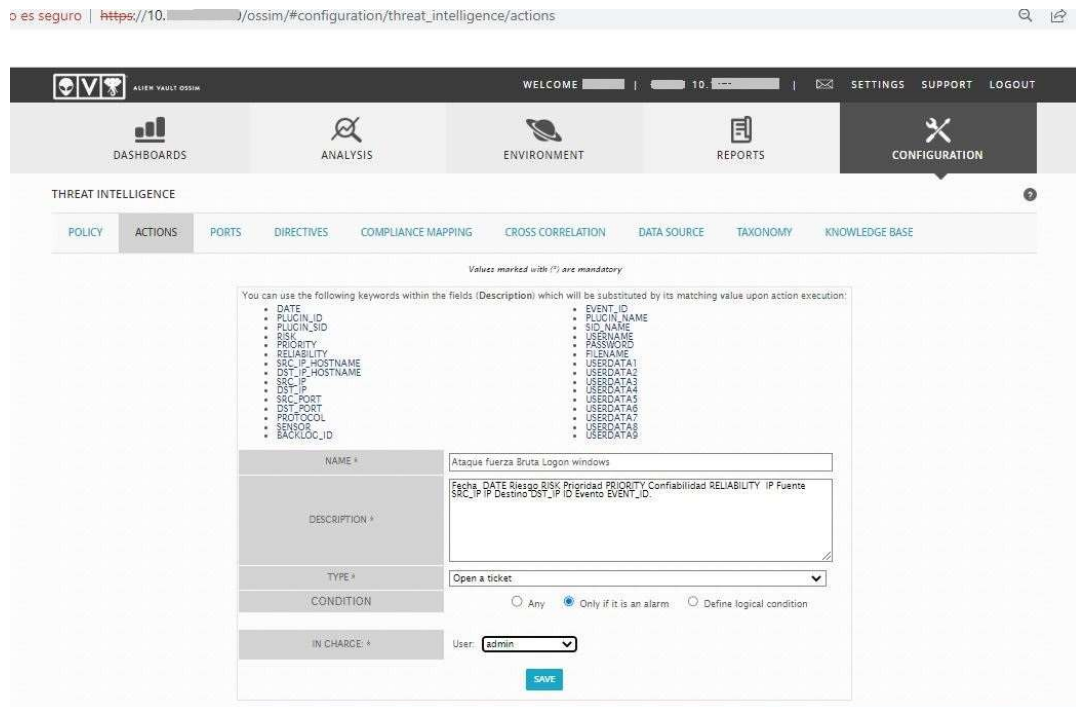 o es seguro | https://10. )/ossim/#configuration/threat_intelligence/actions
ALIEN VAULT OSSIM
WELCOME | 10. | SETTINGS SUPPORT LOGOUT
DASHBOARDS ANALYSIS ENVIRONMENT REPORTS CONFIGURATION
THREAT INTELLIGENCE
POLICY ACTIONS PORTS DIRECTIVES COMPLIANCE MAPPING CROSS CORRELATION DATA SOURCE TAXONOMY KNOWLEDGE BASE
Values marked with (*) are mandatory
You can use the following keywords within the fields (Description) which will be substituted by its matching value upon action execution:
• DATE
• PLUGIN_ID
• PLUGIN_SID
• RISK
• PRIORITY
• RELIABILITY
• SRC_IP_HOSTNAME
• DST_IP_HOSTNAME
• SRC_IP
• DST_IP
• SRC_PORT
• DST_PORT
• PROTOCOL
• SENSOR
• BACKLOG_ID
• EVENT_ID
• PLUGIN_NAME
• SID_NAME
• USERNAME
• PASSWORD
• FILENAME
• USERDATA1
• USERDATA2
• USERDATA3
• USERDATA4
• USERDATA5
• USERDATA6
• USERDATA7
• USERDATA8
• USERDATA9
NAME * Ataque fuerza Bruta Logon windows
DESCRIPTION * Fecha DATE Riesgo RISK Prioridad PRIORITY Confiabilidad RELIABILITY IP Fuente
SRC_IP IP Destino DST_IP ID Evento EVENT_ID.
TYPE * Open a ticket
CONDITION Any Only if it is an alarm Define logical condition
IN CHARGE: * User: admin
SAVE